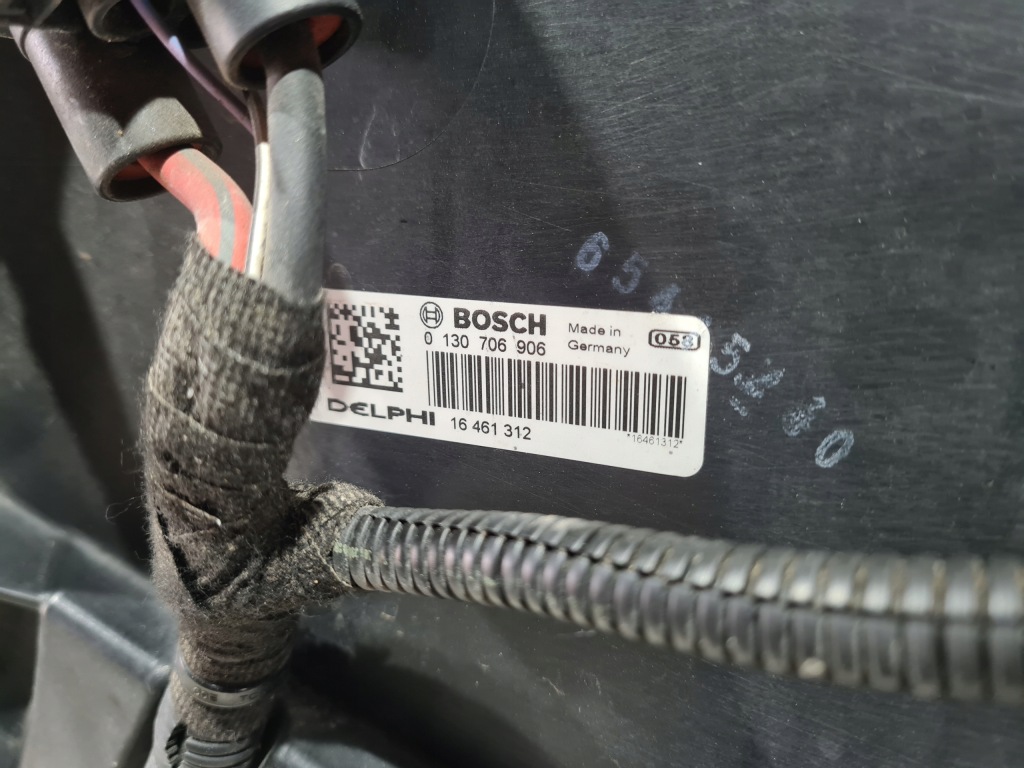 BOSCH
0 130 706 906
Made in
Germany
053
DELPHI
16 461 312
*16461312*